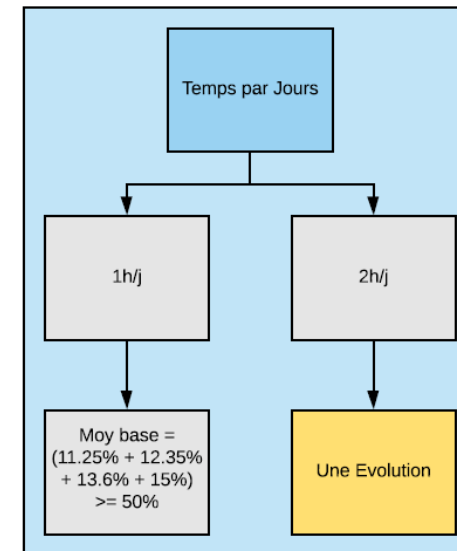 Temps par Jours
1h/j
2h/j
Moy base =
(11.25% + 12.35%
+ 13.6% + 15%)
>= 50%
Une Evolution